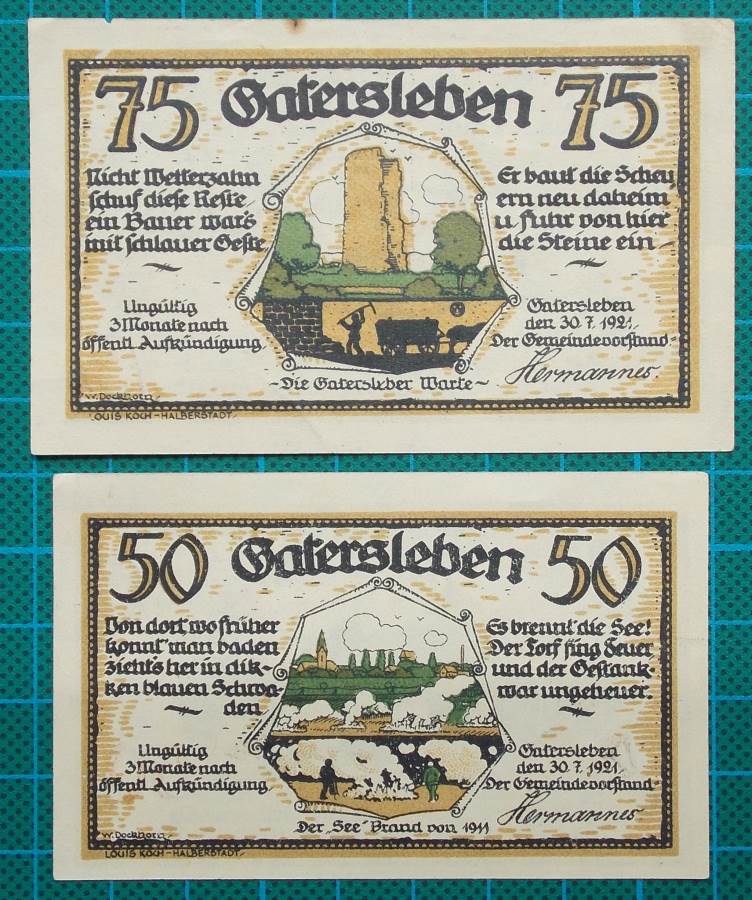 75 Gatersleben 75
Nicht Wetterzahn
schuf diese Reste
ein Bauer war's
mit schlauer Geste
Er baut die Scheu
ern neu daheim
u. fuhr von hier
die Steine ein -
Ungültig
3 Monate nach
öffentl. Aufkündigung
Gatersleben
den 30.7.1921
Der Gemeindevorstand
Hermannes.
- Die Gatersleber Warte -
W. Dockhorn
LOUIS KOCH - HALBERSTADT
50 Gatersleben 50
Von dort wo früher
konnt' man baden
zieht's her in dik-
ken blauen Schwa-
den
Es brennt die See!
Der Torf fing Feuer
und der Gestank
war ungeheuer.
Ungültig
3 Monate nach
öffentl. Aufkündigung
Gatersleben
den 30.7.1921
Der Gemeindevorstand
Hermannes
Der „See" Brand von 1911
W. Dockhorn
LOUIS KOCH - HALBERSTADT